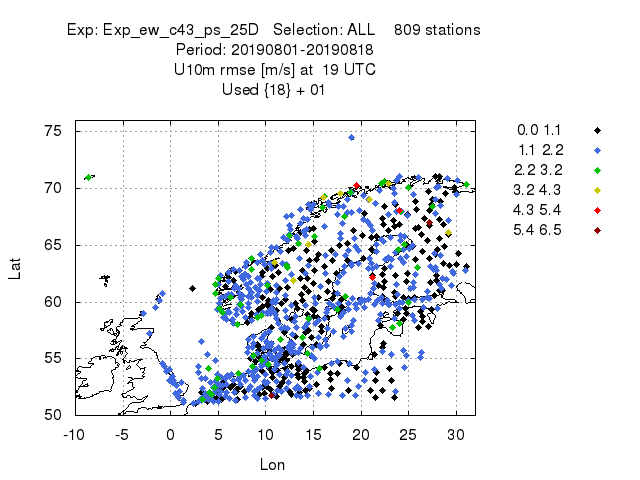 Exp: Exp_ew_c43_ps_25D   Selection: ALL    809 stations
Period: 20190801-20190818
U10m rmse [m/s] at  19 UTC
Used {18} + 01
0.0 1.1
1.1  2.2
2.2 3.2
3.2 4.3
4.3 5.4
5.4 6.5
Lat
75
70
65
60
55
50
-10 -5 0 5 10 15 20 25 30
Lon